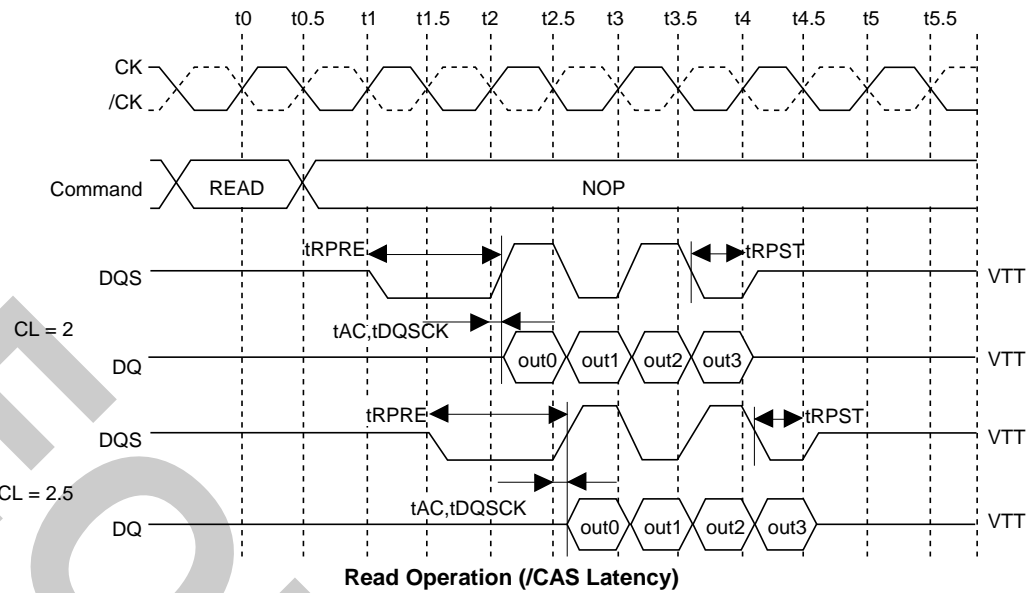 t0 t0.5 t1 t1.5 t2 t2.5 t3 t3.5 t4 t4.5 t5 t5.5
CK
/CK
Command READ NOP
tRPRE tRPST
DQS VTT
CL = 2
tAC,tDQSCK
DQ out0 out1 out2 out3 VTT
tRPRE tRPST
DQS VTT
CL = 2.5
tAC,tDQSCK
DQ out0 out1 out2 out3 VTT
Read Operation (/CAS Latency)